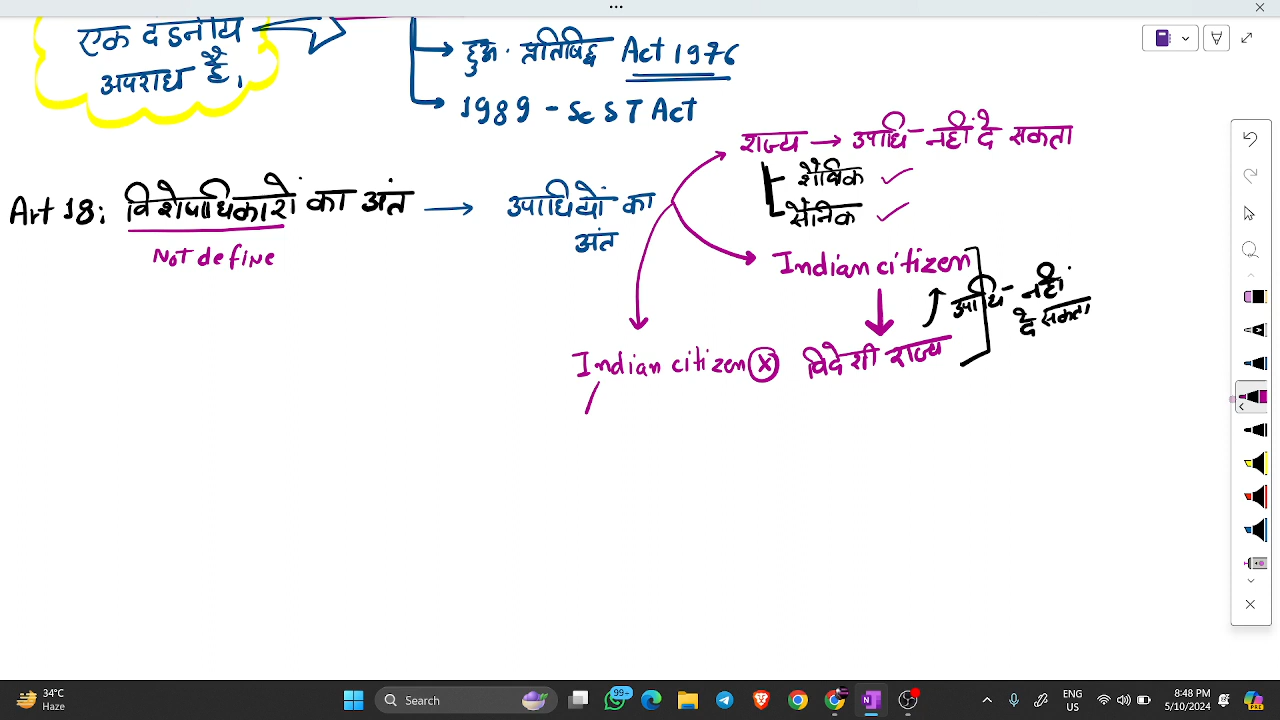 एक दंडनीय
अपराध है.
Act 1976
1989 - SC ST Act
राज्य → उपाधि - नहीं दे सकता
शैक्षिक ✓
सैनिक ✓
Art 18: विशेषाधिकारों का अंत → उपाधियों का
अंत
Not define
Indian citizen
उपाधि - नहीं
दे सकता
Indian citizen x विदेशी राज्य
34°C
Haze
Search
99+
ENG
US
8:48 PM
5/10/2024